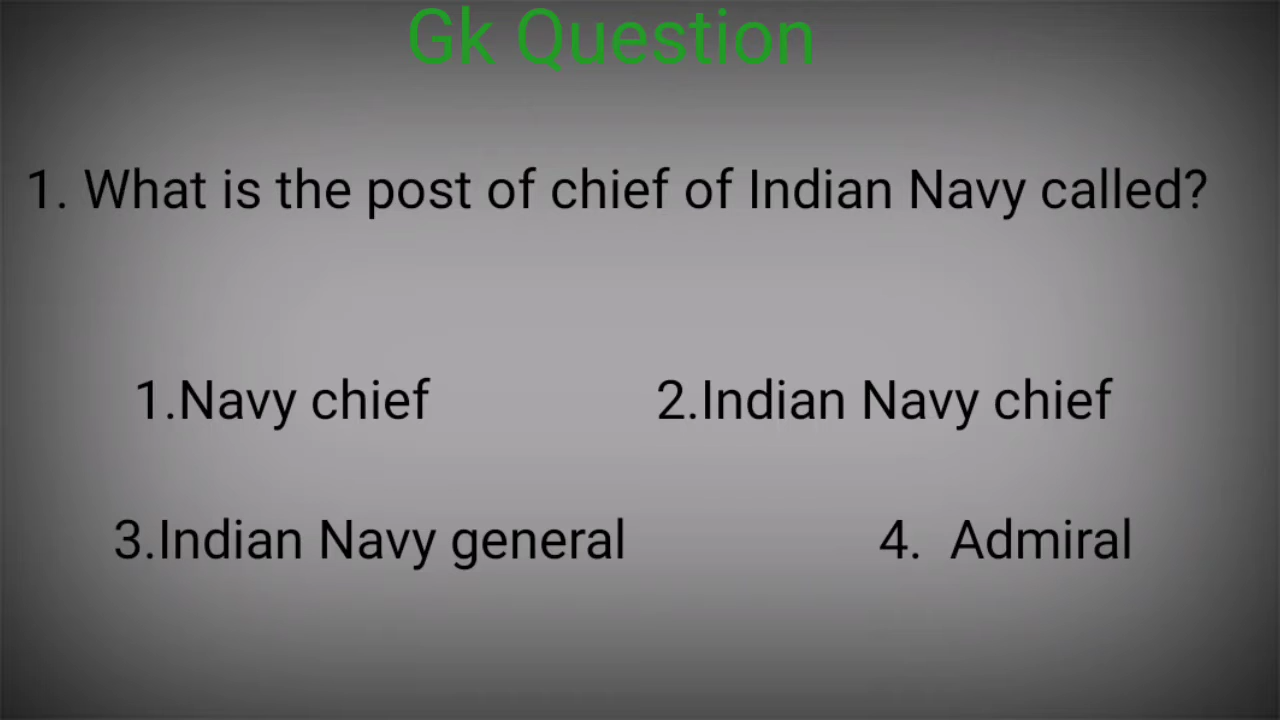 Gk Question
1. What is the post of chief of Indian Navy called?
1.Navy chief 2.Indian Navy chief
3.Indian Navy general 4. Admiral